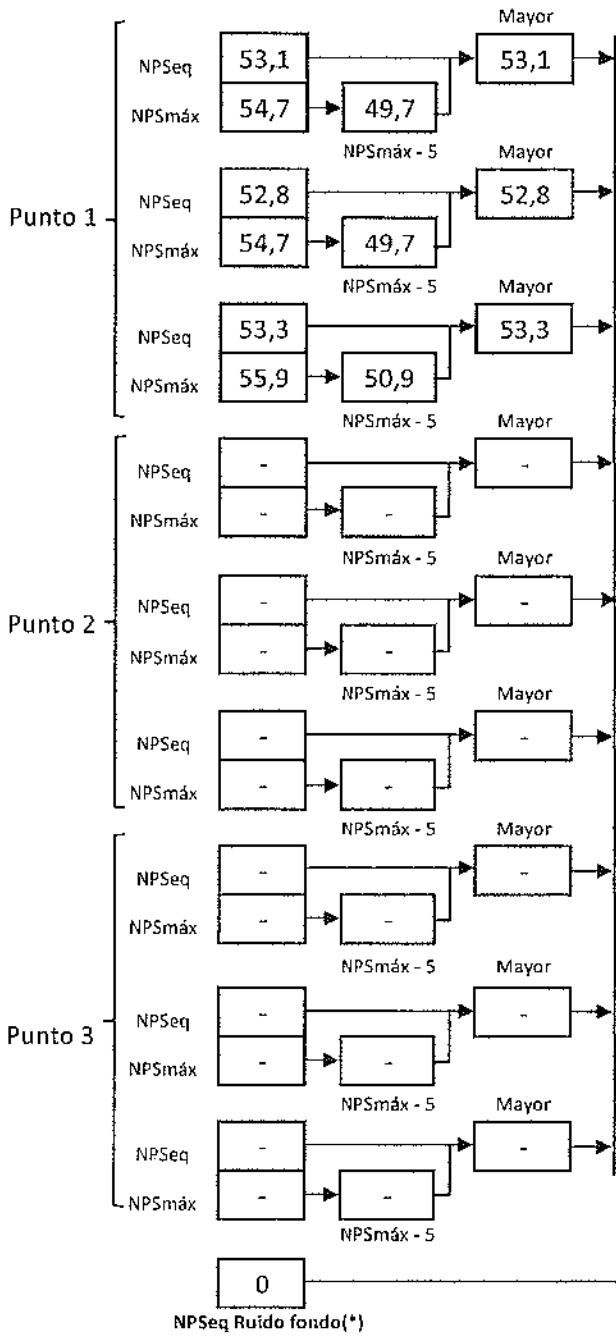 Mayor
NPSeq 53,1 53,1
NPSmáx 54,7 49,7
NPSmáx - 5
Mayor
Punto 1
NPSeq 52,8 52,8
NPSmáx 54,7 49,7
NPSmáx - 5
Mayor
NPSeq 53,3 53,3
NPSmáx 55,9 50,9
NPSmáx - 5
Mayor
NPSeq - -
NPSmáx - -
NPSmáx - 5
Mayor
Punto 2
NPSeq - -
NPSmáx - -
NPSmáx - 5
Mayor
NPSeq - -
NPSmáx - -
NPSmáx - 5
Mayor
NPSeq - -
NPSmáx - -
NPSmáx - 5
Mayor
Punto 3
NPSeq - -
NPSmáx - -
NPSmáx - 5
Mayor
NPSeq - -
NPSmáx - -
NPSmáx - 5
0
NPSeq Ruído fondo(*)